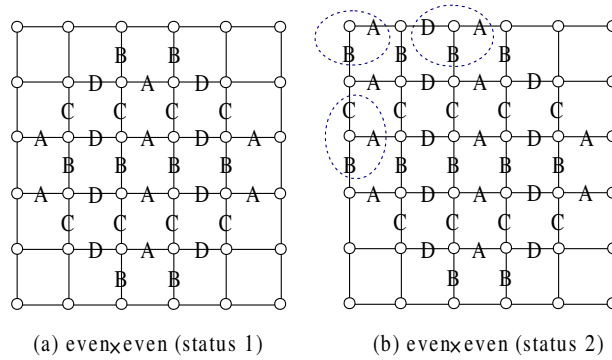 A D A
B B B B B B
D A D A D A D
C C C C C C C C C
A D A D A A D A D A
B B B B B B B B B
A D A D A A D A D A
C C C C C C C C
D A D D A D
B B B B
(a) even×even (status 1) (b) even×even (status 2)